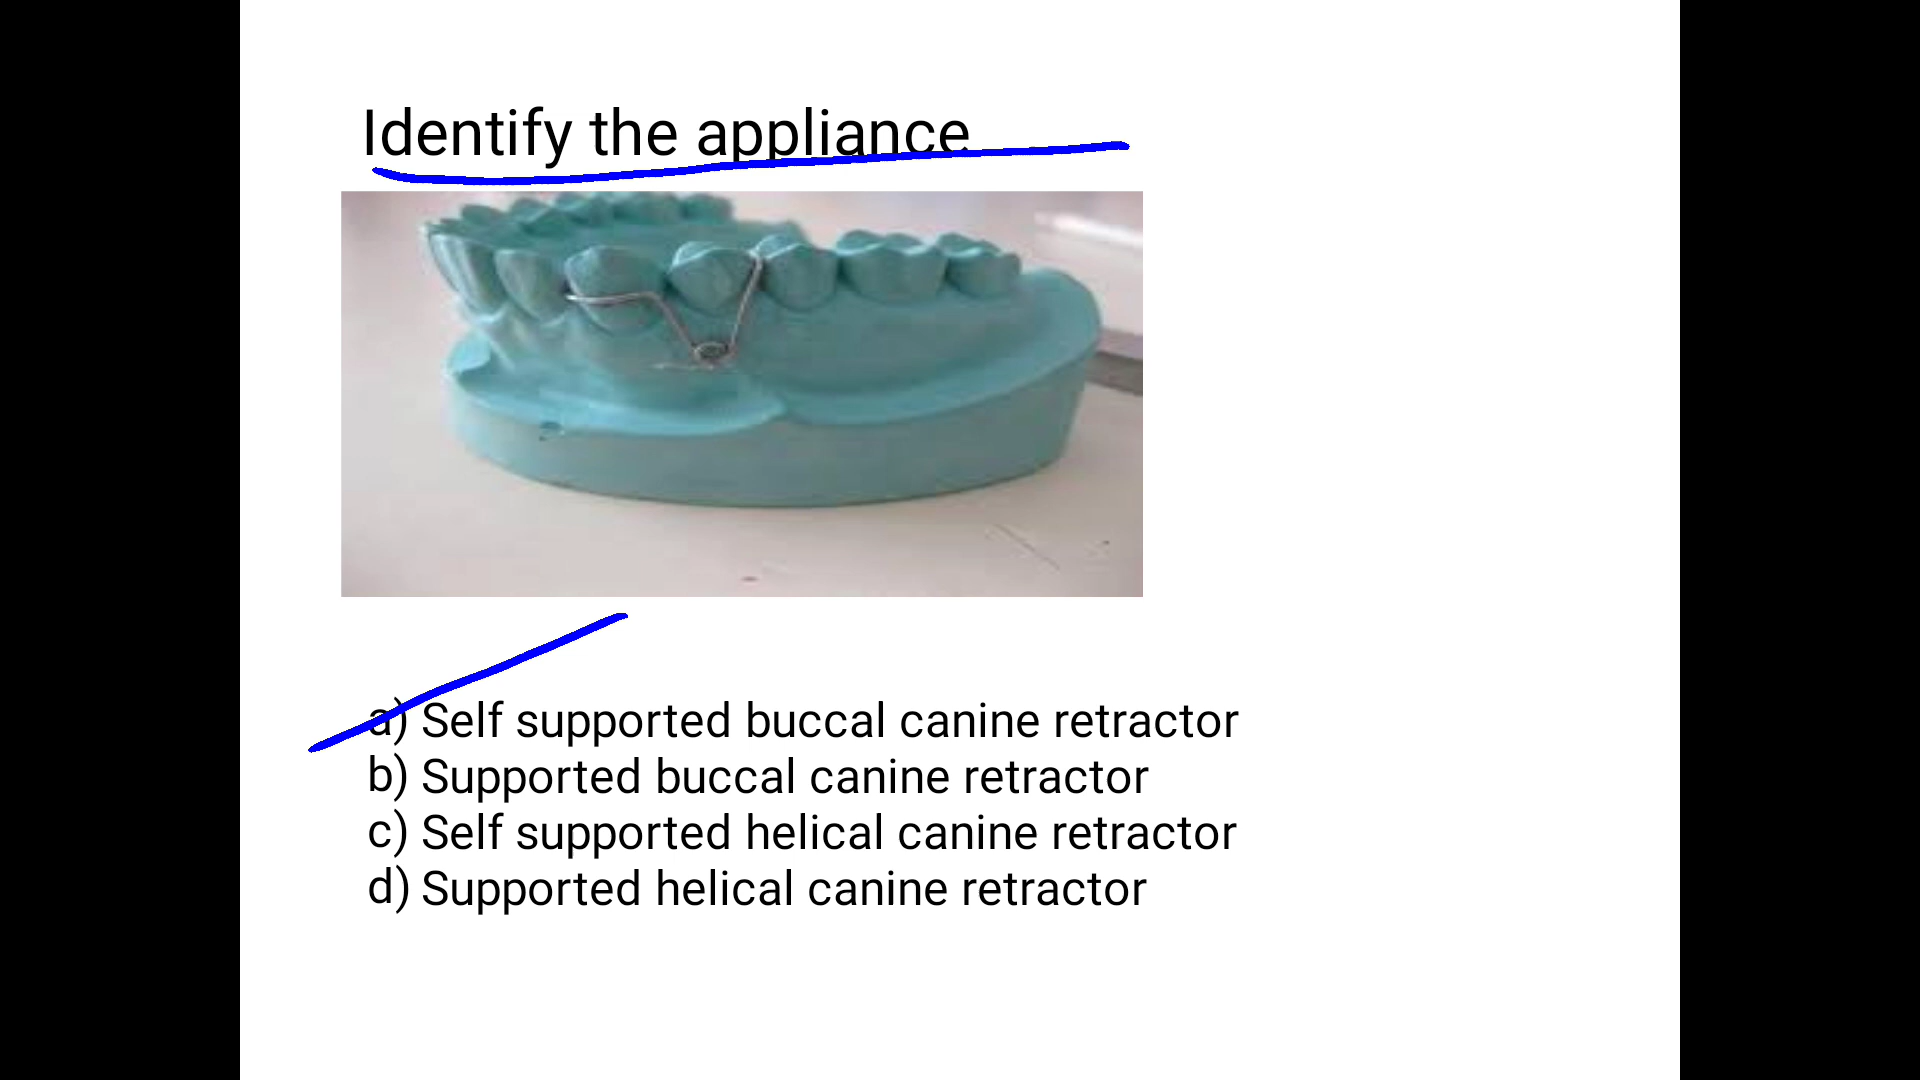 Identify the appliance
a) Self supported buccal canine retractor
b) Supported buccal canine retractor
c) Self supported helical canine retractor
d) Supported helical canine retractor